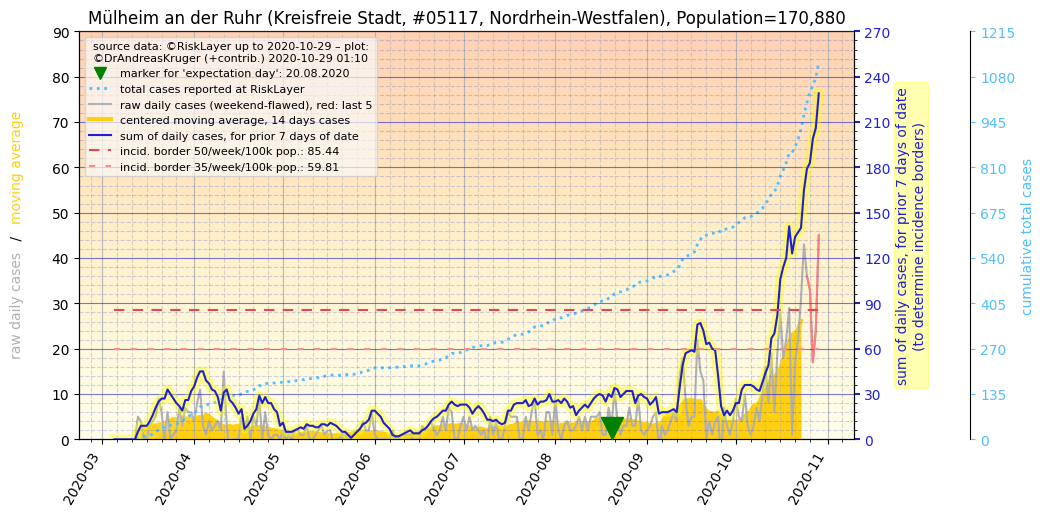 Mülheim an der Ruhr (Kreisfreie Stadt, #05117, Nordrhein-Westfalen), Population=170,880
source data: ©RiskLayer up to 2020-10-29 – plot:
©DrAndreasKruger (+contrib.) 2020-10-29 01:10
marker for 'expectation day': 20.08.2020
total cases reported at RiskLayer
raw daily cases (weekend-flawed), red: last 5
centered moving average, 14 days cases
sum of daily cases, for prior 7 days of date
incid. border 50/week/100k pop.: 85.44
incid. border 35/week/100k pop.: 59.81
raw daily cases / moving average
90
80
70
60
50
40
30
20
10
0
270
240
210
180
150
120
90
60
30
0
sum of daily cases, for prior 7 days of date
(to determine incidence borders)
1215
1080
945
810
675
540
405
270
135
0
cumulative total cases
2020-03
2020-04
2020-05
2020-06
2020-07
2020-08
2020-09
2020-10
2020-11